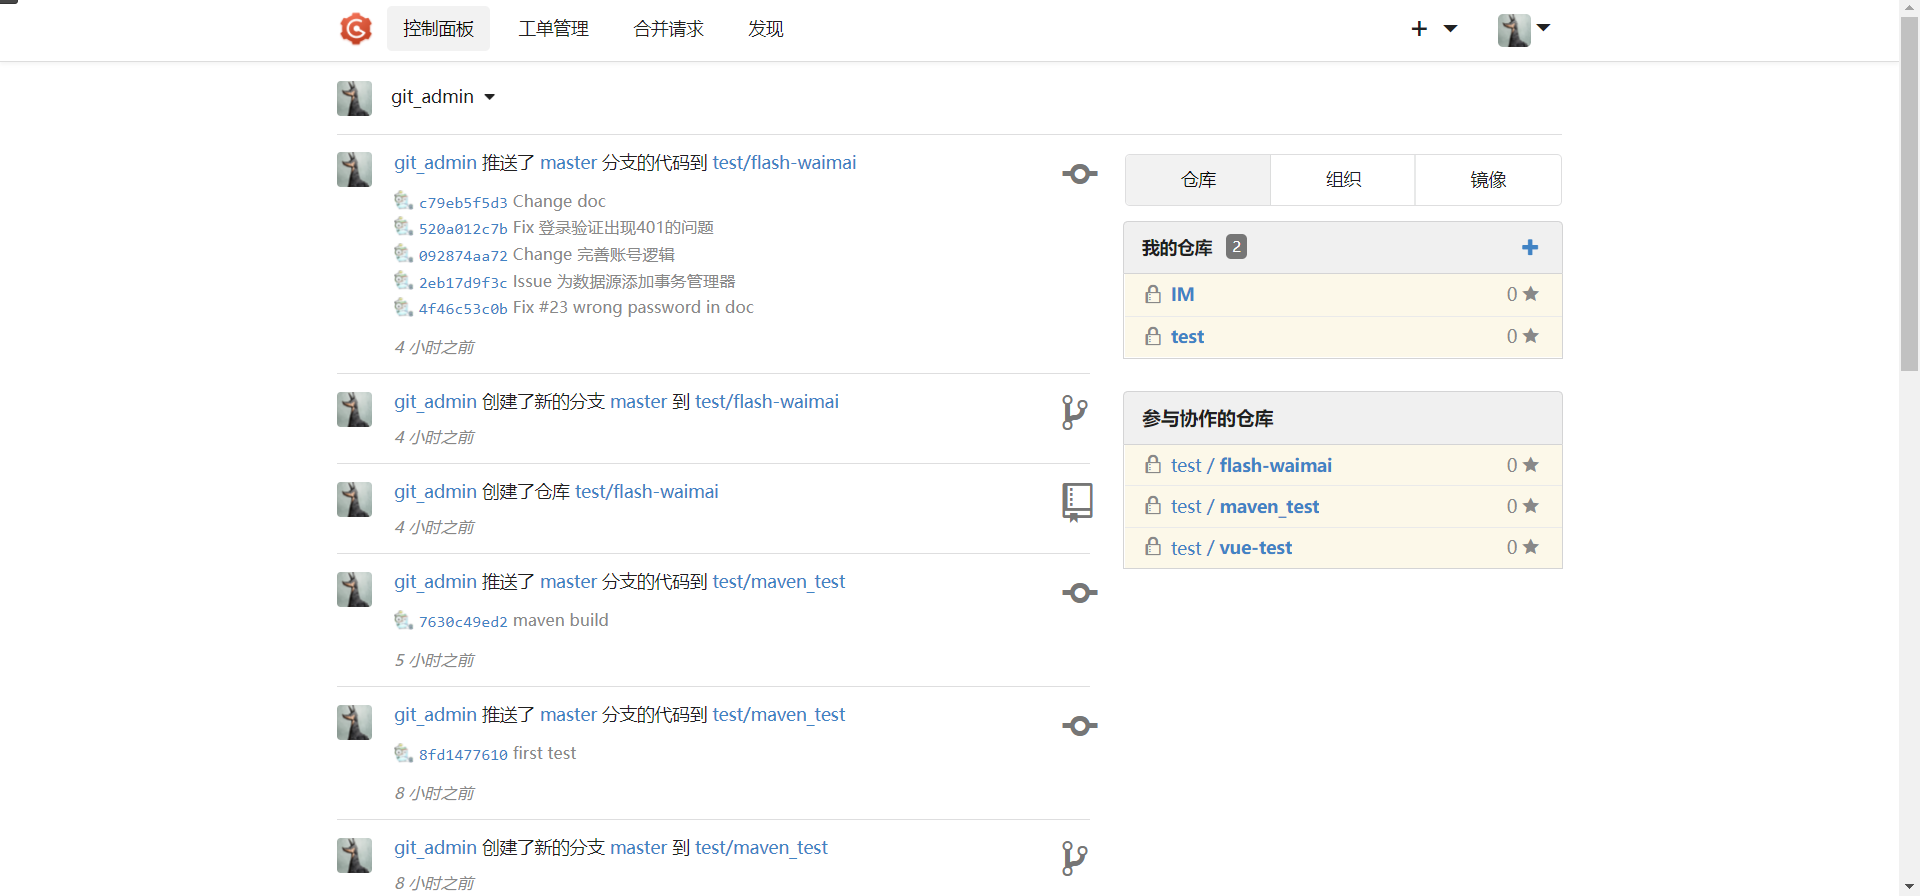 控制面板 工单管理 合并请求 发现
git_admin
git_admin 推送了 master 分支的代码到 test/flash-waimai
c79eb5f5d3 Change doc
520a012c7b Fix 登录验证出现401的问题
092874aa72 Change 完善账号逻辑
2eb17d9f3c Issue 为数据源添加事务管理器
4f46c53c0b Fix #23 wrong password in doc
4 小时之前
git_admin 创建了新的分支 master 到 test/flash-waimai
4 小时之前
git_admin 创建了仓库 test/flash-waimai
4 小时之前
git_admin 推送了 master 分支的代码到 test/maven_test
7630c49ed2 maven build
5 小时之前
git_admin 推送了 master 分支的代码到 test/maven_test
8fd1477610 first test
8 小时之前
git_admin 创建了新的分支 master 到 test/maven_test
8 小时之前
仓库 组织 镜像
我的仓库 2
IM 0
test 0
参与协作的仓库
test / flash-waimai 0
test / maven_test 0
test / vue-test 0